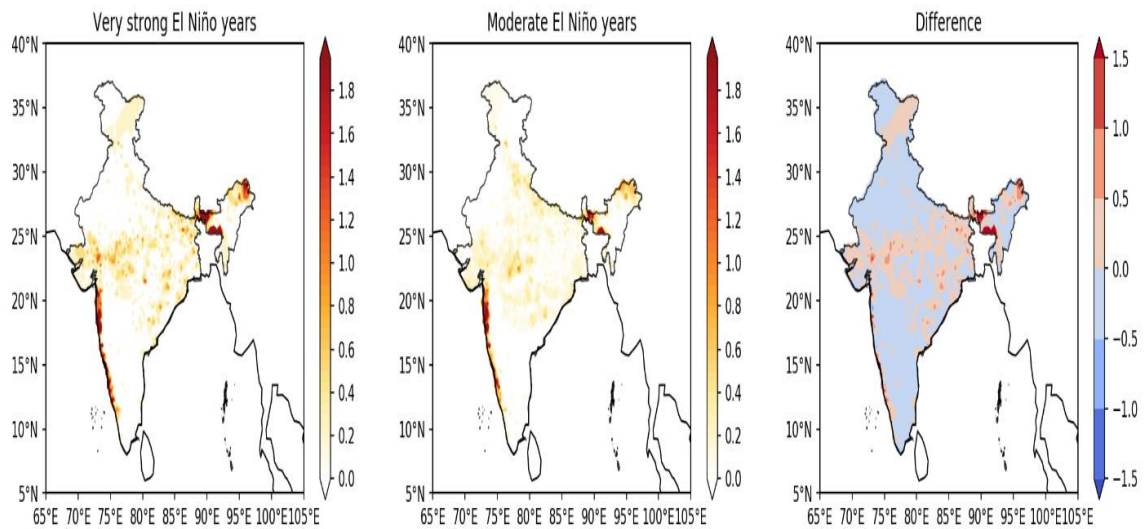 Very strong El Niño years
Moderate El Niño years
Difference
40°N
35°N
30°N
25°N
20°N
15°N
10°N
5°N
65°E 70°E 75°E 80°E 85°E 90°E 95°E 100°E105°E
1.8
1.6
1.4
1.2
1.0
0.8
0.6
0.4
0.2
0.0
40°N
35°N
30°N
25°N
20°N
15°N
10°N
5°N
65°E 70°E 75°E 80°E 85°E 90°E 95°E 100°E105°E
1.8
1.6
1.4
1.2
1.0
0.8
0.6
0.4
0.2
0.0
40°N
35°N
30°N
25°N
20°N
15°N
10°N
5°N
65°E 70°E 75°E 80°E 85°E 90°E 95°E 100°E105°E
1.5
1.0
0.5
0.0
−0.5
−1.0
−1.5